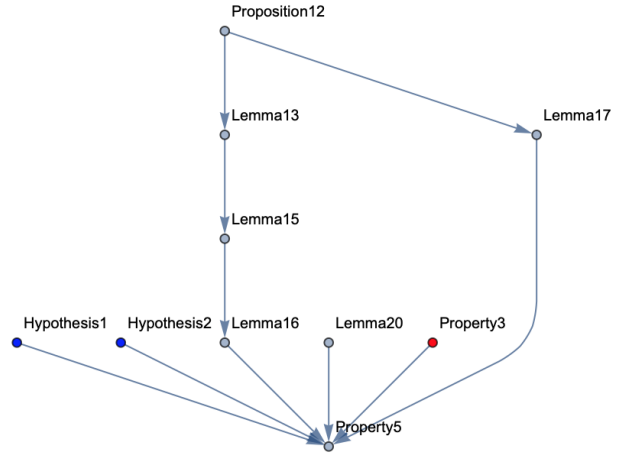 Proposition12
Lemma13
Lemma17
Lemma15
Hypothesis1
Hypothesis2
Lemma16
Lemma20
Property3
Property5